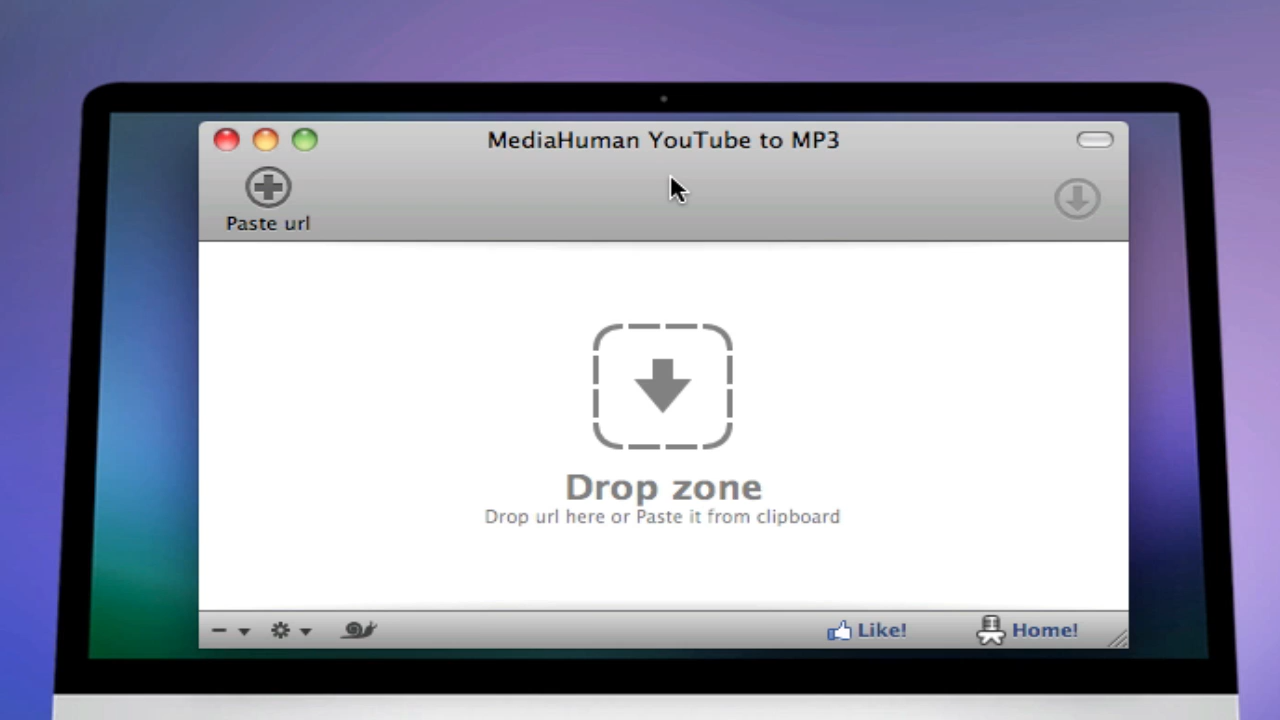 MediaHuman YouTube to MP3
Paste url
Drop zone
Drop url here or Paste it from clipboard
Like!
Home!